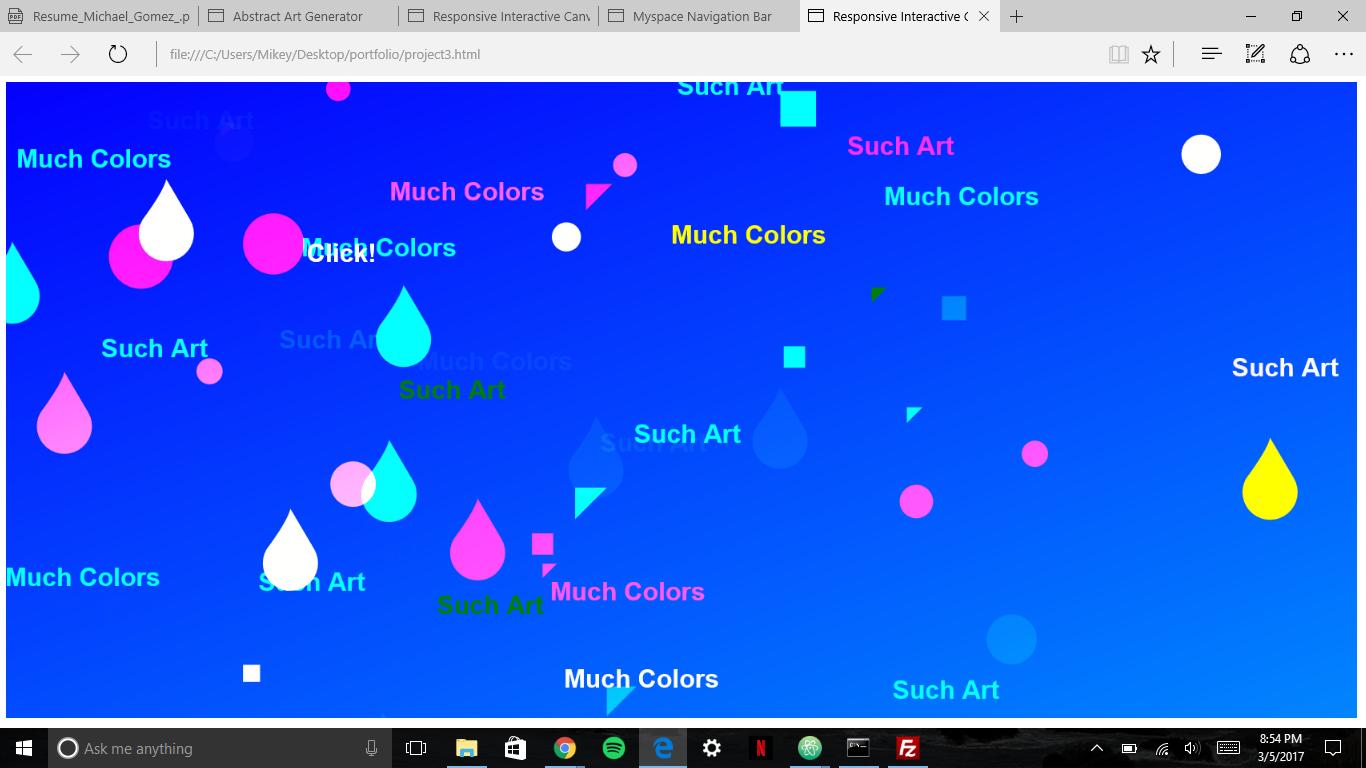 Resume_Michael_Gomez_.p
Abstract Art Generator
Responsive Interactive Canv
Myspace Navigation Bar
Responsive Interactive C
file:///C:/Users/Mikey/Desktop/portfolio/project3.html
Such Art
Such Art
Such Art
Much Colors
Much Colors
Much Colors
Much Colors
Much Colors
Click!
Such Art
Such Art
Much Colors
Such Art
Such Art
Such Art
Such Art
Much Colors
Such Art
Much Colors
Such Art
Much Colors
Such Art
Ask me anything
N
Fz
8:54 PM
3/5/2017